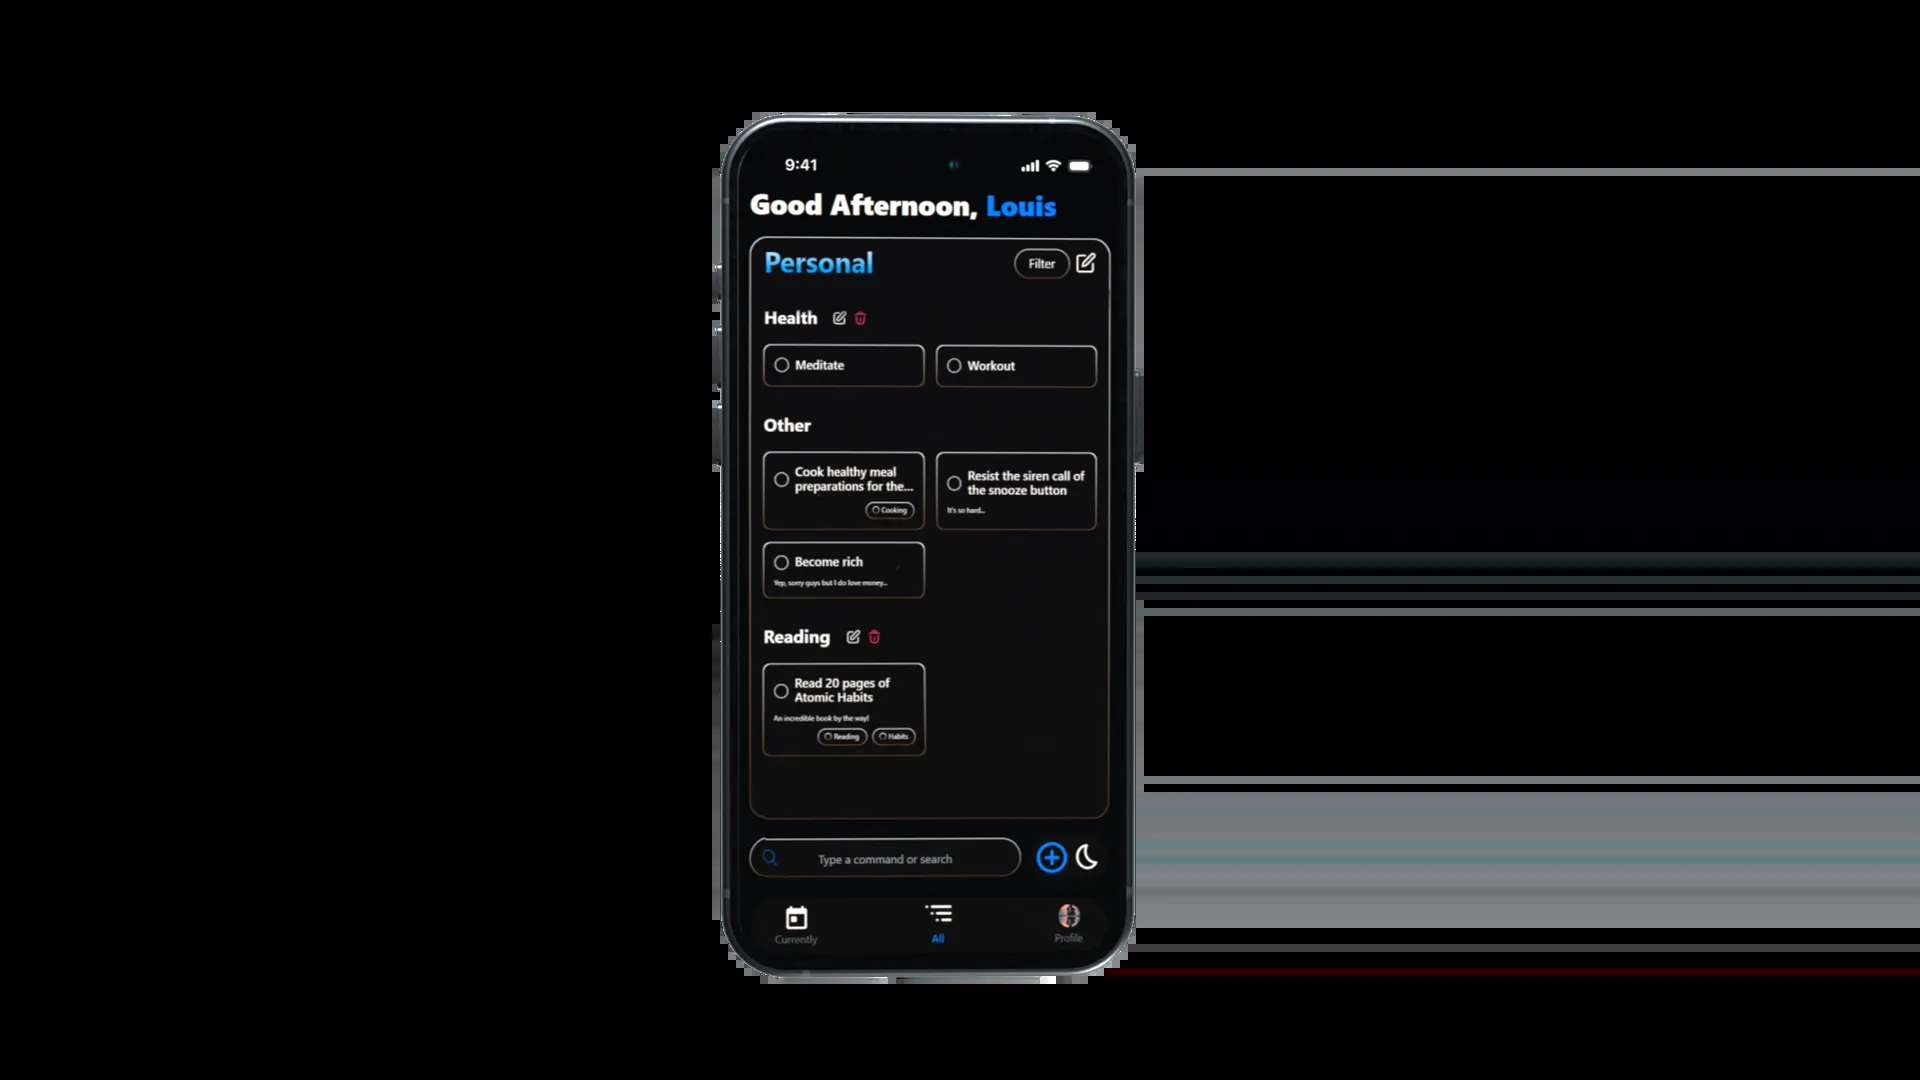 9:41
Good Afternoon, Louis
Personal
Filter
Health
Meditate
Workout
Other
Cook healthy meal
preparations for the...
Cooking
Resist the siren call of
the snooze button
It's so hard...
Become rich
Yep, sorry guys but I do love money...
Reading
Read 20 pages of
Atomic Habits
An incredible book by the way!
Reading
Habits
Type a command or search
Currently
All
Profile